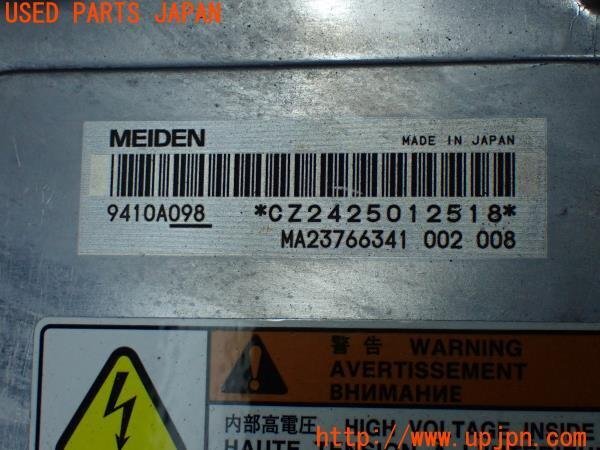 USED PARTS JAPAN
MEIDEN MADE IN JAPAN
9410A098 *CZ2425012518*
MA23766341 002 008
警告 WARNING
AVERTISSEMENT
ВНИМАНИЕ
内部高電圧 HIGH VOLTAGE INSIDE
HAUTE TENSION À
http://www.upjpn.com